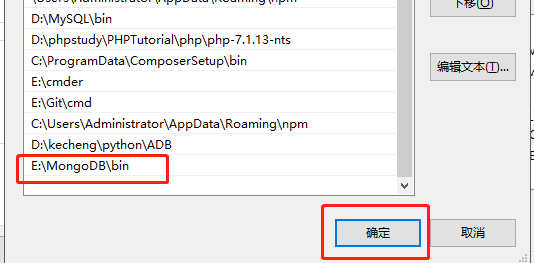 \Users\Administrator\AppData\Roaming\npm
下移(O)
D:\MySQL\bin
D:\phpstudy\PHPTutorial\php\php-7.1.13-nts
C:\ProgramData\ComposerSetup\bin
编辑文本(T)...
E:\cmder
E:\Git\cmd
C:\Users\Administrator\AppData\Roaming\npm
D:\kecheng\python\ADB
E:\MongoDB\bin
确定
取消